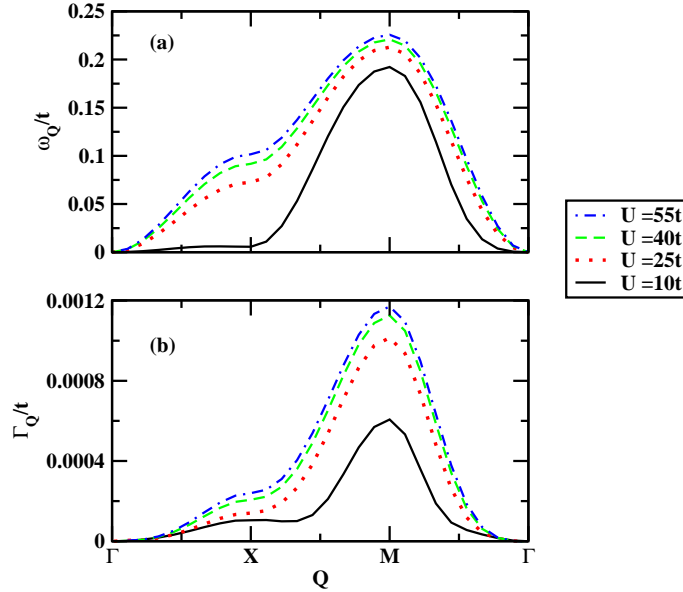 0.25
(a)
0.2
0.15
ω_Q/t
0.1
0.05
0
U =55t
U =40t
U =25t
U =10t
0.0012
(b)
0.0008
Γ_Q/t
0.0004
0
Γ X M Γ
Q